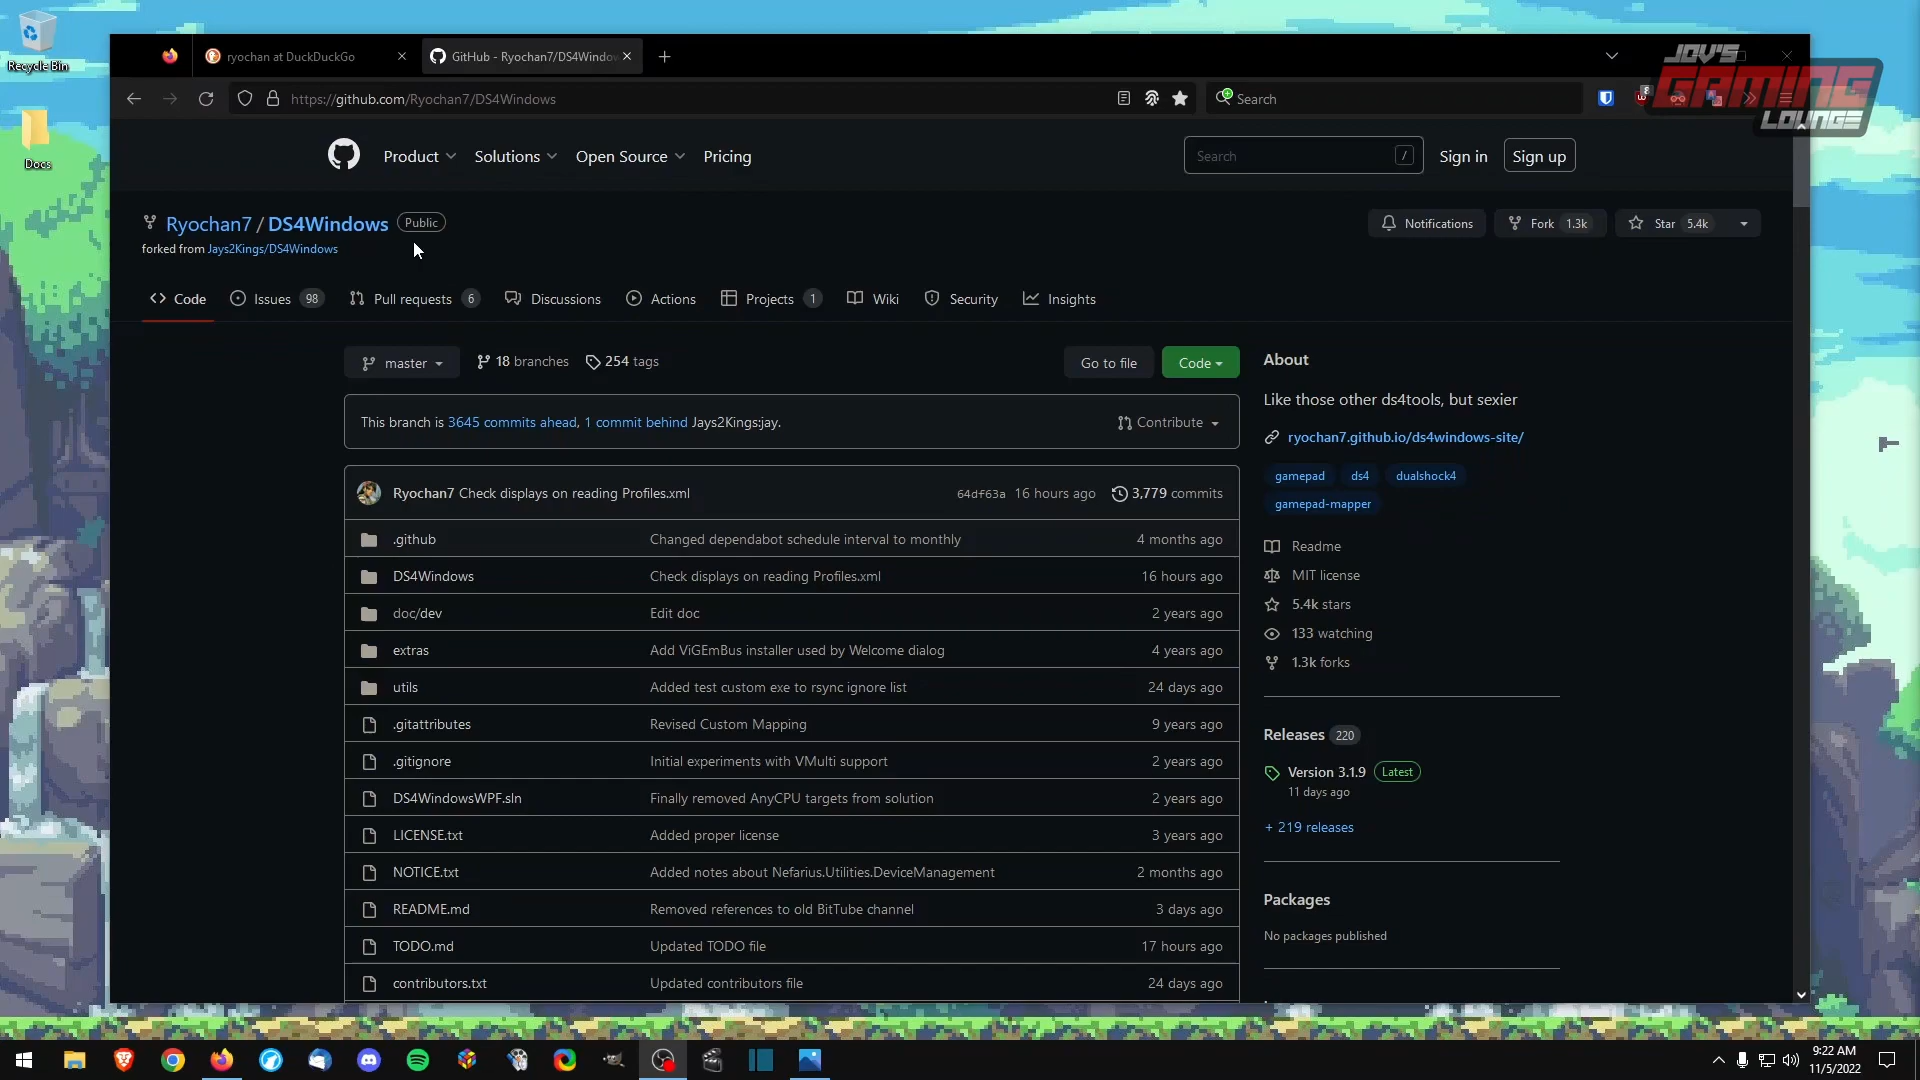 Recycle Bin
Docs
ryochan at DuckDuckGo
GitHub - Ryochan7/DS4Windo
JOV'S
GAMING
LOUNGE
https://github.com/Ryochan7/DS4Windows
Search
8
Product
Solutions
Open Source
Pricing
Search
/
Sign in
Sign up
Ryochan7 / DS4Windows
Public
forked from Jays2Kings/DS4Windows
Notifications
Fork 1.3k
Star 5.4k
Code
Issues 98
Pull requests 6
Discussions
Actions
Projects 1
Wiki
Security
Insights
master
18 branches
254 tags
Go to file
Code
This branch is 3645 commits ahead, 1 commit behind Jays2Kings:jay.
Contribute
Ryochan7 Check displays on reading Profiles.xml
64df63a 16 hours ago
3,779 commits
.github Changed dependabot schedule interval to monthly 4 months ago
DS4Windows Check displays on reading Profiles.xml 16 hours ago
doc/dev Edit doc 2 years ago
extras Add ViGEmBus installer used by Welcome dialog 4 years ago
utils Added test custom exe to rsync ignore list 24 days ago
.gitattributes Revised Custom Mapping 9 years ago
.gitignore Initial experiments with VMulti support 2 years ago
DS4WindowsWPF.sln Finally removed AnyCPU targets from solution 2 years ago
LICENSE.txt Added proper license 3 years ago
NOTICE.txt Added notes about Nefarius.Utilities.DeviceManagement 2 months ago
README.md Removed references to old BitTube channel 3 days ago
TODO.md Updated TODO file 17 hours ago
contributors.txt Updated contributors file 24 days ago
About
Like those other ds4tools, but sexier
ryochan7.github.io/ds4windows-site/
gamepad ds4 dualshock4
gamepad-mapper
Readme
MIT license
5.4k stars
133 watching
1.3k forks
Releases 220
Version 3.1.9 Latest
11 days ago
+ 219 releases
Packages
No packages published
9:22 AM
11/5/2022